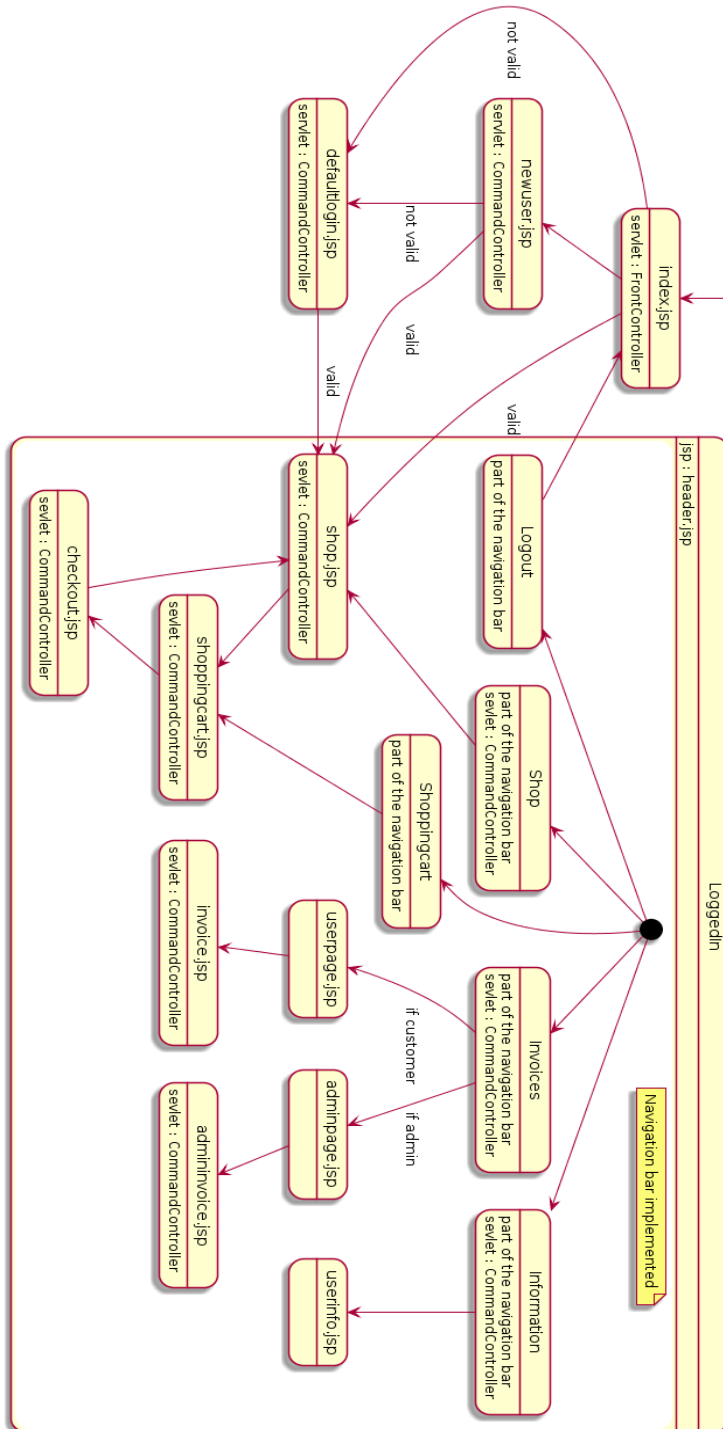 index.jsp
servlet : FrontController
not valid
newuser.jsp
servlet : CommandController
not valid
valid
valid
defaultlogin.jsp
servlet : CommandController
valid
LoggedIn
jsp : header.jsp
Navigation bar implemented
Logout
part of the navigation bar
Shop
part of the navigation bar
sevlet : CommandController
Shoppingcart
part of the navigation bar
Invoices
part of the navigation bar
sevlet : CommandController
Information
part of the navigation bar
sevlet : CommandController
if customer
if admin
shop.jsp
sevlet : CommandController
userpage.jsp
adminpage.jsp
userinfo.jsp
shoppingcart.jsp
sevlet : CommandController
invoice.jsp
sevlet : CommandController
admininvoice.jsp
sevlet : CommandController
checkout.jsp
sevlet : CommandController